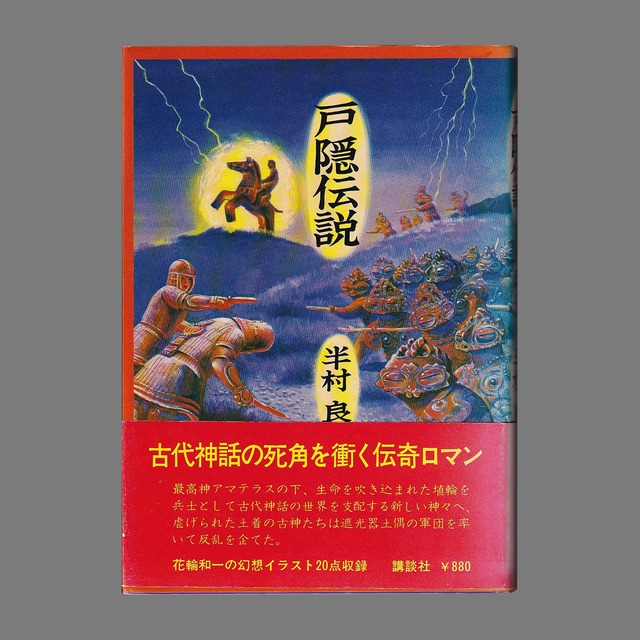 戸隠伝説
半村 良
古代神話の死角を衝く伝奇ロマン
最高神アマテラスの下、生命を吹き込まれた埴輪を
兵士として古代神話の世界を支配する新しい神々へ、
虐げられた土着の古神たちは遮光器土偶の軍団を率
いて反乱を企てた。
花輪和一の幻想イラスト20点収録 講談社 ￥880